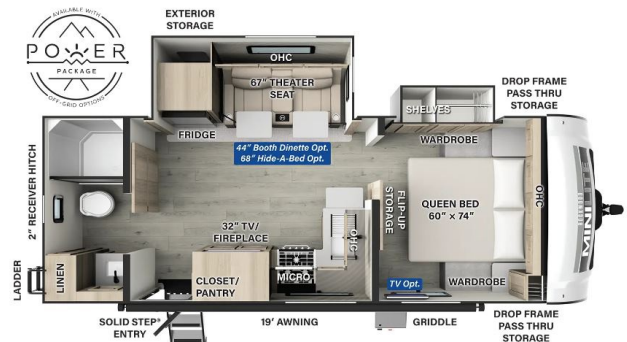 AVAILABLE WITH
POWER
PACKAGE
OFF-GRID OPTIONS
EXTERIOR
STORAGE
OHC
67” THEATER
SEAT
FRIDGE
44” Booth Dinette Opt.
68” Hide-A-Bed Opt.
SHELVES
DROP FRAME
PASS THRU
STORAGE
WARDROBE
2” RECEIVER HITCH
FLIP-UP
STORAGE
QUEEN BED
60” × 74”
OHC
MINI LITE
32” TV/
FIREPLACE
OHC
LADDER
LINEN
CLOSET/
PANTRY
MICRO.
TV Opt.
WARDROBE
SOLID STEP®
ENTRY
19’ AWNING
GRIDDLE
DROP FRAME
PASS THRU
STORAGE